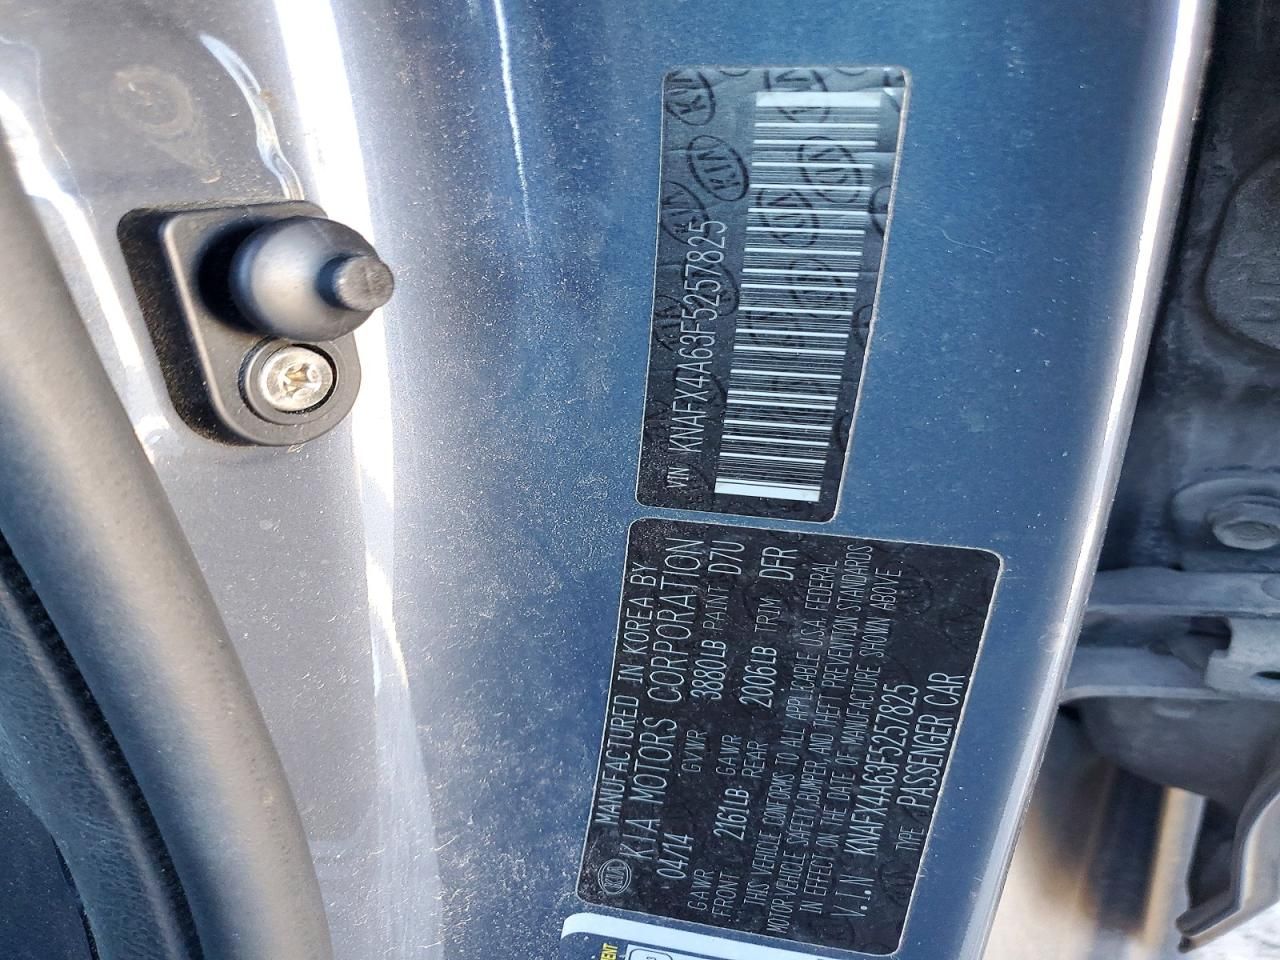 VIN KNAFX4A63F5257825
MANUFACTURED IN KOREA BY
KIA MOTORS CORPORATION
04/14 GVWR 3880LB PAINT D7U
GAWR FRONT 2161LB GAWR REAR 2006LB TRIM DFR
THIS VEHICLE CONFORMS TO ALL APPLICABLE U.S.A. FEDERAL
MOTOR VEHICLE SAFETY,BUMPER, AND THEFT PREVENTION STANDARDS
IN EFFECT ON THE DATE OF MANUFACTURE SHOWN ABOVE
V.I.N KNAFX4A63F5257825
TYPE : PASSENGER CAR